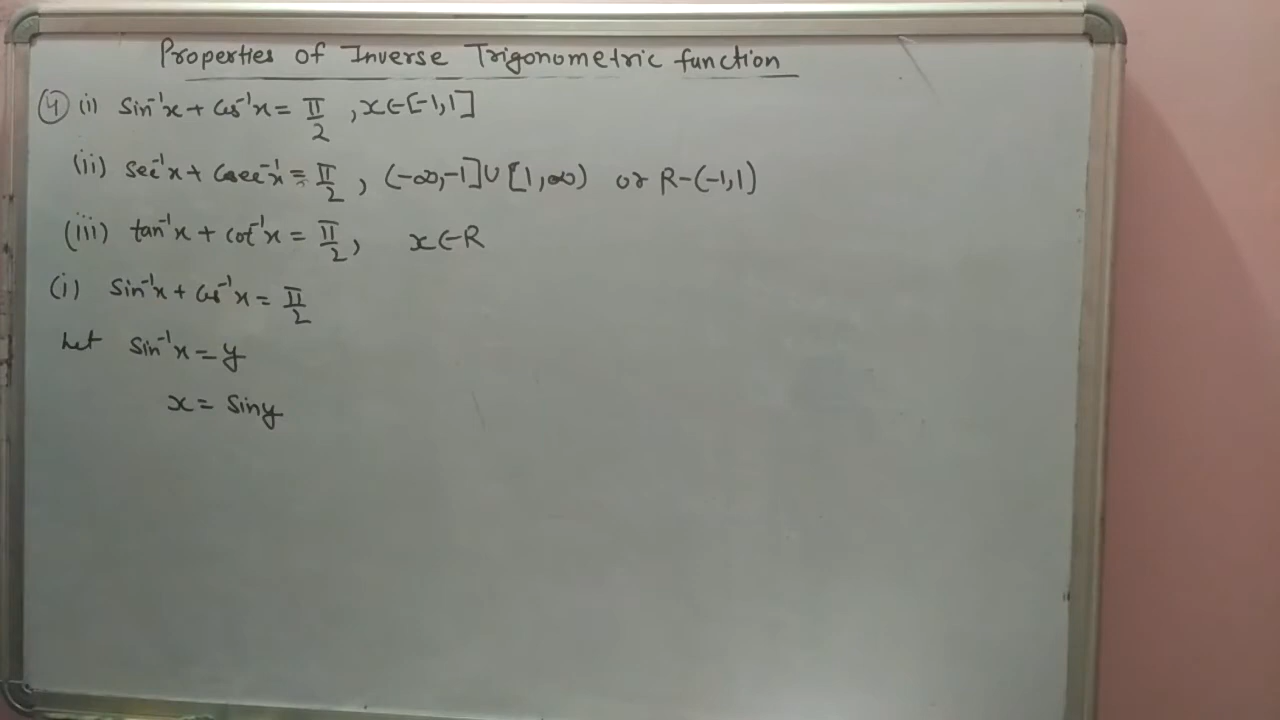 Properties of Inverse Trigonometric function
④ (i) Sin⁻¹x + Cos⁻¹x = π/2 , x∈[-1,1]
(ii) Sec⁻¹x + Cosec⁻¹x = π/2 , (-∞,-1]∪[1,∞) or R-(-1,1)
(iii) tan⁻¹x + cot⁻¹x = π/2, x∈R
(i) Sin⁻¹x + Cos⁻¹x = π/2
Let Sin⁻¹x = y
x = Siny